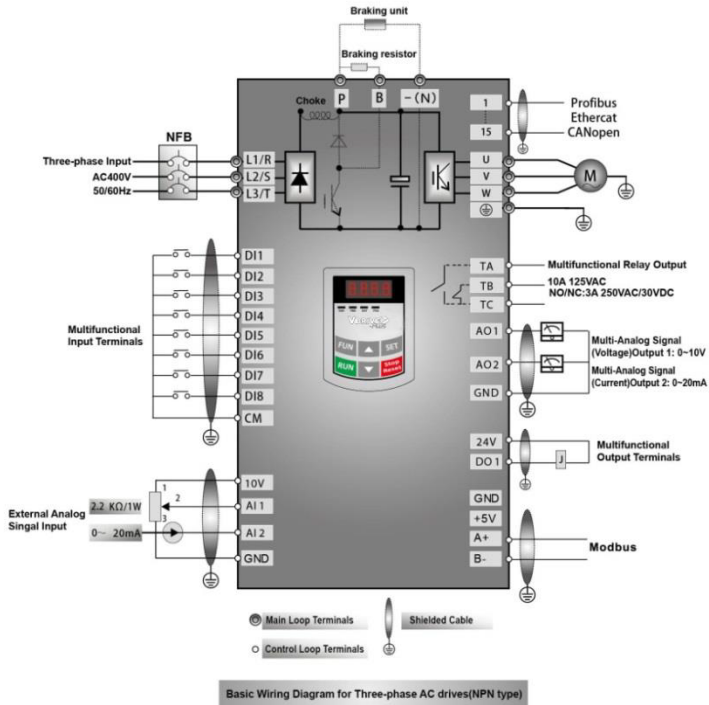 Braking unit
Braking resistor
P
B
-(N)
Choke
NFB
Three-phase Input
AC400V
50/60Hz
L1/R
L2/S
L3/T
1
15
Profibus
Ethercat
CANopen
U
V
W
M
DI1
DI2
DI3
DI4
DI5
DI6
DI7
DI8
CM
Multifunctional
Input Terminals
FUN
SET
RUN
Stop
Reset
TA
TB
TC
Multifunctional Relay Output
10A 125VAC
NO/NC:3A 250VAC/30VDC
AO1
AO2
GND
Multi-Analog Signal
(Voltage)Output 1: 0~10V
Multi-Analog Signal
(Current)Output 2: 0~20mA
24V
DO1
J
Multifunctional
Output Terminals
10V
AI1
AI2
GND
1
2
3
External Analog
Singal Input
2.2 KΩ/1W
0~ 20mA
GND
+5V
A+
B-
Modbus
Main Loop Terminals
Shielded Cable
Control Loop Terminals
Basic Wiring Diagram for Three-phase AC drives(NPN type)